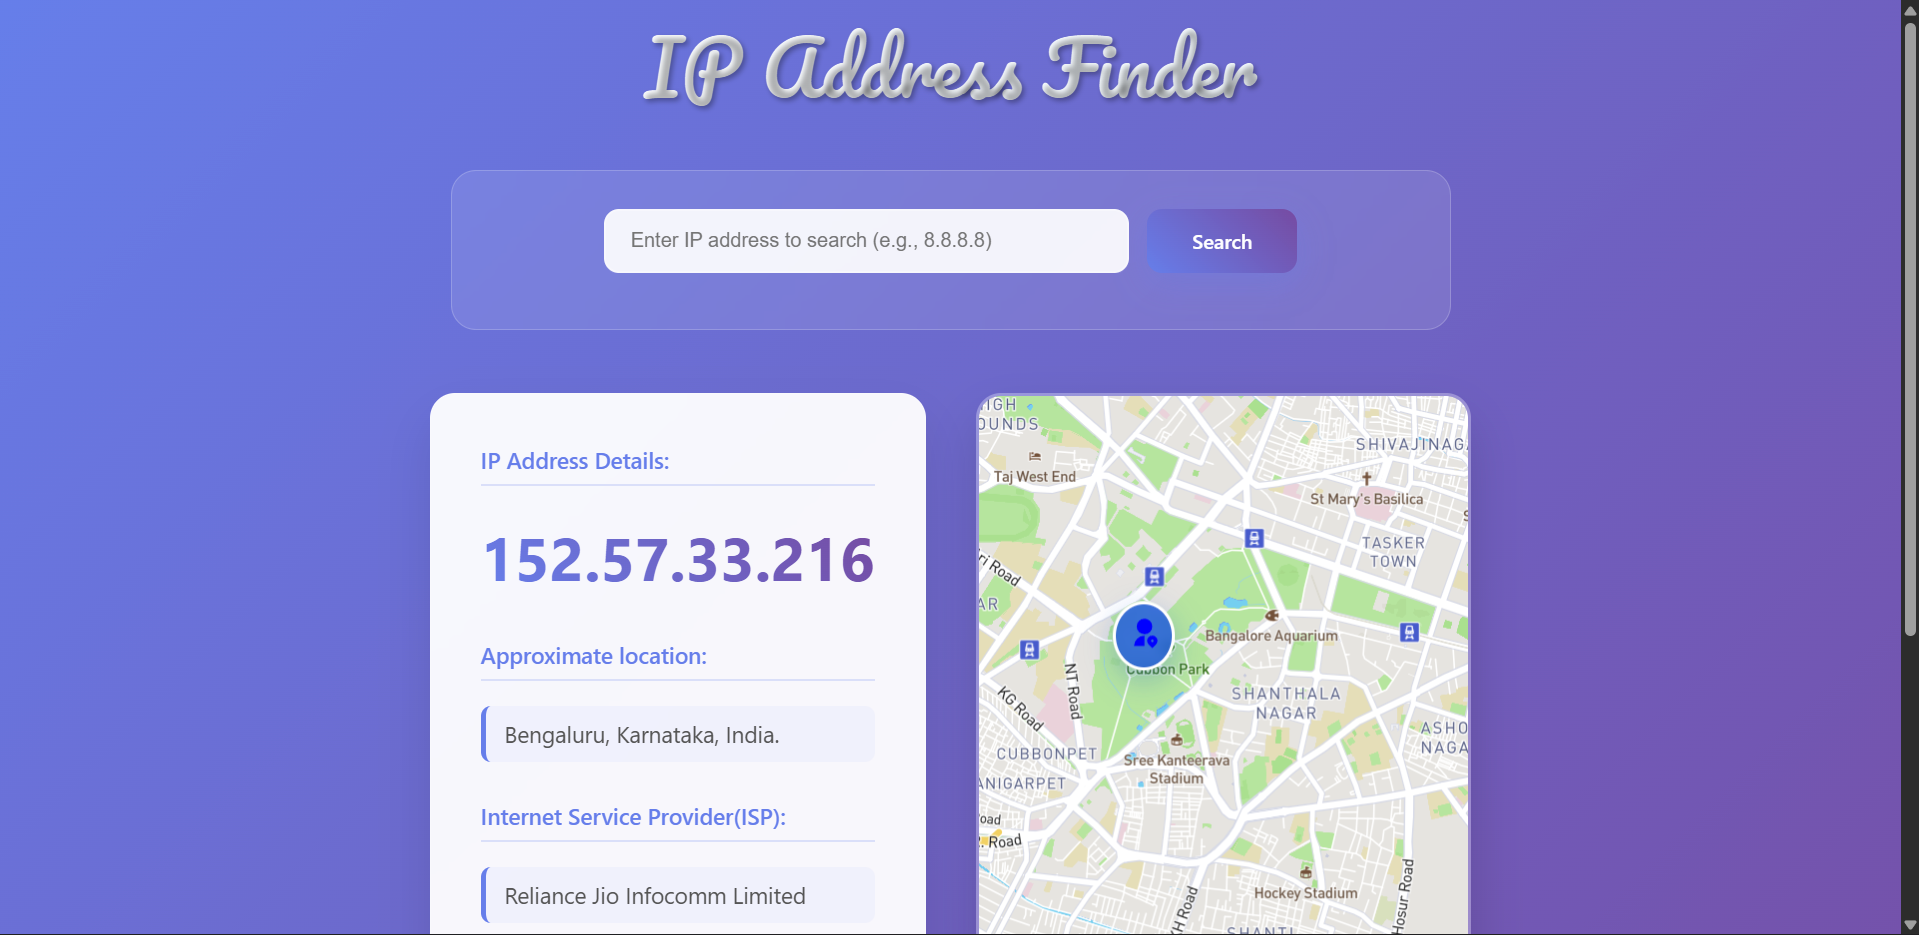 IP Address Finder
Enter IP address to search (e.g., 8.8.8.8)
Search
IP Address Details:
152.57.33.216
Approximate location:
Bengaluru, Karnataka, India.
Internet Service Provider(ISP):
Reliance Jio Infocomm Limited
IGH
OUNDS
SHIVAJINAGA
Taj West End
St Mary's Basilica
TASKER
TOWN
ri Road
AR
Bangalore Aquarium
Cubbon Park
NT Road
KG Road
SHANTHALA
NAGAR
ASHO
NAGA
CUBBONPET
Sree Kanteerava
Stadium
ANIGARPET
oad
. Road
Hockey Stadium
Hosur Road
KH Road
SHANTI